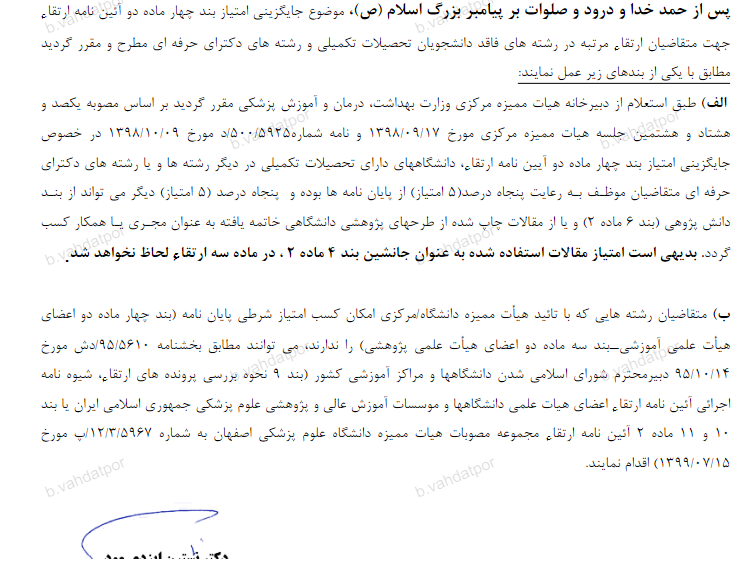 پس از حمد خدا و درود و صلوات بر پیامبر بزرگ اسلام (ص)، موضوع جایگزینی امتیاز بند چهار ماده دو آئین نامه ارتقاء
جهت متقاضیان ارتقاء مرتبه در رشته های فاقد دانشجویان تحصیلات تکمیلی و رشته های دکترای حرفه ای مطرح و مقرر گردید
مطابق با یکی از بندهای زیر عمل نمایند:
الف) طبق استعلام از دبیرخانه هیات ممیزه مرکزی وزارت بهداشت، درمان و آموزش پزشکی مقرر گردید بر اساس مصوبه یکصد و
هشتاد و هشتمین جلسه هیات ممیزه مرکزی مورخ ۱۳۹۸/۰۹/۱۷ و نامه شماره۵۰۰/۵۹۲۵/د مورخ ۱۳۹۸/۱۰/۰۹ در خصوص
جایگزینی امتیاز بند چهار ماده دو آیین نامه ارتقاء، دانشگاههای دارای تحصیلات تکمیلی در دیگر رشته ها و یا رشته های دکترای
حرفه ای متقاضیان موظف به رعایت پنجاه درصد(۵ امتیاز) از پایان نامه ها بوده و پنجاه درصد (۵ امتیاز) دیگر می تواند از بند
دانش پژوهی (بند ۶ ماده ۲) و یا از مقالات چاپ شده از طرحهای پژوهشی دانشگاهی خاتمه یافته به عنوان مجری یا همکار کسب
گردد. بدیهی است امتیاز مقالات استفاده شده به عنوان جانشین بند ۴ ماده ۲ ، در ماده سه ارتقاء لحاظ نخواهد شد.
ب) متقاضیان رشته هایی که با تائید هیأت ممیزه دانشگاه/مرکزی امکان کسب امتیاز شرطی پایان نامه (بند چهار ماده دو اعضای
هیأت علمی آموزشی_بند سه ماده دو اعضای هیأت علمی پژوهشی) را ندارند، می توانند مطابق بخشنامه ۹۵/۵۶۱۰/دش مورخ
۹۵/۱۰/۱۴ دبیرمحترم شورای اسلامی شدن دانشگاهها و مراکز آموزشی کشور (بند ۹ نحوه بررسی پرونده های ارتقاء، شیوه نامه
اجرائی آئین نامه ارتقاء اعضای هیات علمی دانشگاهها و موسسات آموزش عالی و پژوهشی علوم پزشکی جمهوری اسلامی ایران یا بند
۱۰ و ۱۱ ماده ۲ آئین نامه ارتقاء مجموعه مصوبات هیات ممیزه دانشگاه علوم پزشکی اصفهان به شماره ۱۲/۳/۵۹۶۷/پ مورخ
۱۳۹۹/۰۷/۱۵) اقدام نمایند.
b.vahdatpor
b.vahdatpor
b.vahdatpor
b.vahdatpor
b.vahdatpor
b.vahdatpor
b.vahdatpor
b.vahdatpor
b.vahdatpor
b.vahdatpor
دکتر